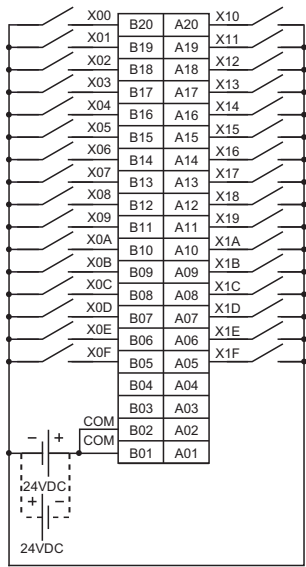 X00 B20 A20 X10
X01 B19 A19 X11
X02 B18 A18 X12
X03 B17 A17 X13
X04 B16 A16 X14
X05 B15 A15 X15
X06 B14 A14 X16
X07 B13 A13 X17
X08 B12 A12 X18
X09 B11 A11 X19
X0A B10 A10 X1A
X0B B09 A09 X1B
X0C B08 A08 X1C
X0D B07 A07 X1D
X0E B06 A06 X1E
X0F B05 A05 X1F
B04 A04
B03 A03
COM B02 A02
− + COM B01 A01
24VDC
+ −
24VDC